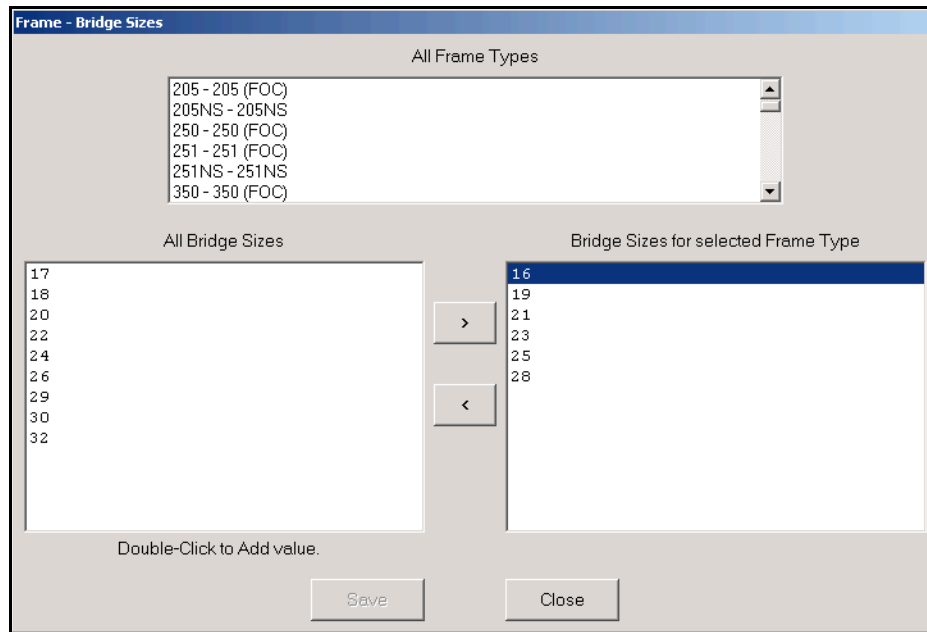 Frame - Bridge Sizes
All Frame Types
205 - 205 (FOC)
205NS - 205NS
250 - 250 (FOC)
251 - 251 (FOC)
251NS - 251NS
350 - 350 (FOC)
All Bridge Sizes
17
18
20
22
24
26
29
30
32
>
<
Bridge Sizes for selected Frame Type
16
19
21
23
25
28
Double-Click to Add value.
Save
Close